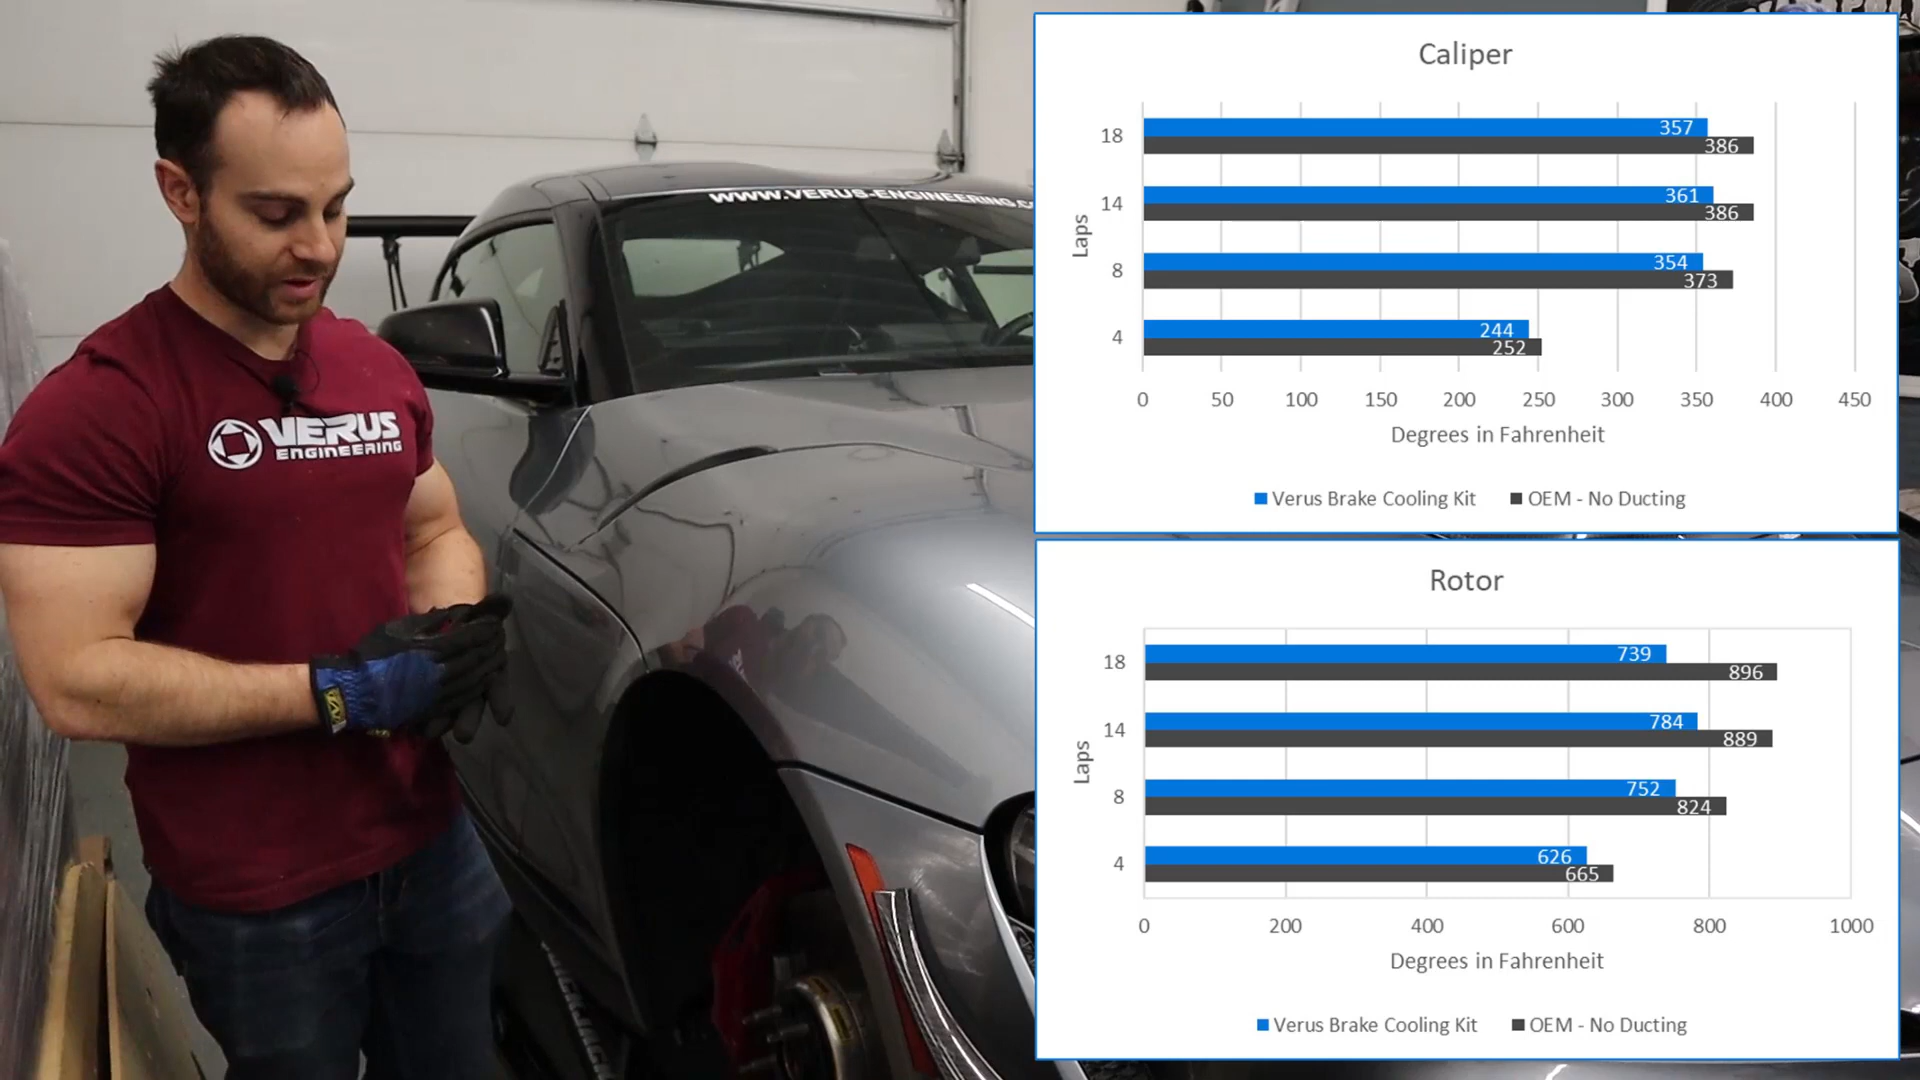 WWW.VERUS-ENGINEERING.C
VERUS
ENGINEERING
Caliper
18
357
386
14
361
386
8
354
373
4
244
252
Laps
0 50 100 150 200 250 300 350 400 450
Degrees in Fahrenheit
Verus Brake Cooling Kit OEM - No Ducting
Rotor
18
739
896
14
784
889
8
752
824
4
626
665
Laps
0 200 400 600 800 1000
Degrees in Fahrenheit
Verus Brake Cooling Kit OEM - No Ducting